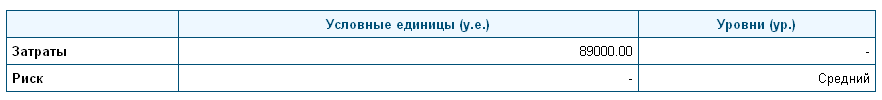 Условные единицы (у.е.) Уровни (ур.)
Затраты 89000.00 -
Риск - Средний